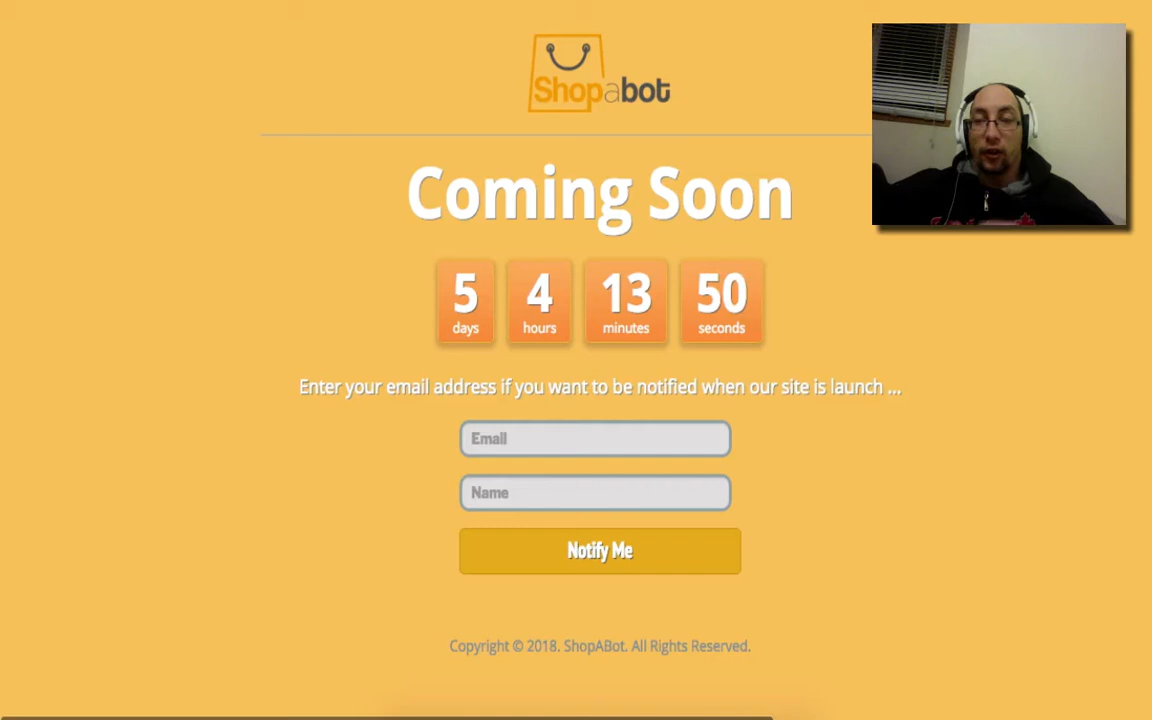 Shopabot
Coming Soon
5 4 13 50
days hours minutes seconds
Enter your email address if you want to be notified when our site is launch ...
Email
Name
Notify Me
Copyright © 2018. ShopABot. All Rights Reserved.